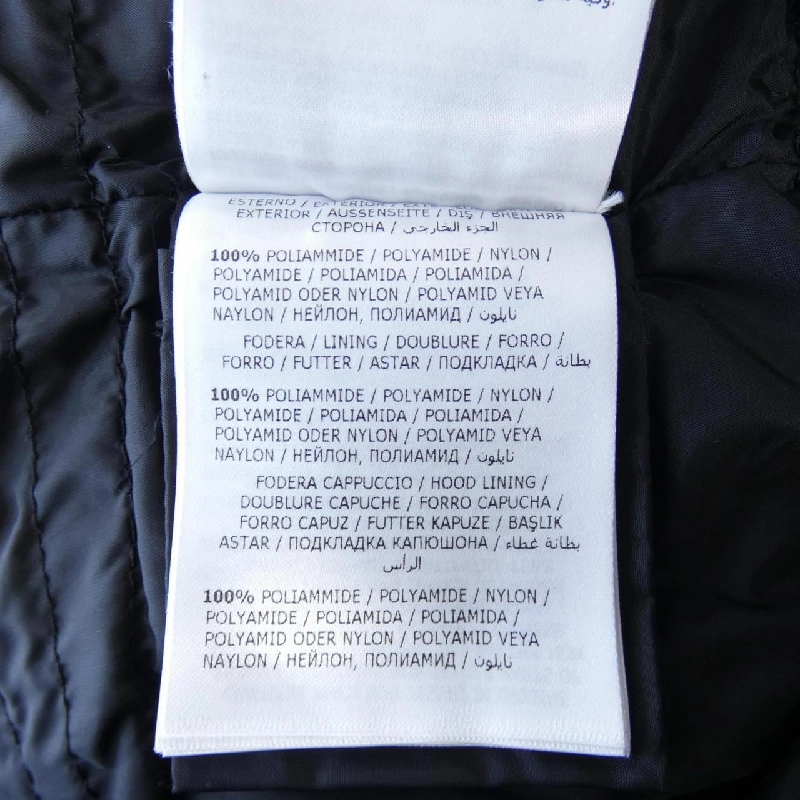 ESTERNO / EXTERIOR /
EXTERIOR / AUSSENSEITE / DIŞ / ВНЕШНЯЯ
СТОРОНА / الجزء الخارجي
100% POLIAMMIDE / POLYAMIDE / NYLON /
POLYAMIDE / POLIAMIDA / POLIAMIDA /
POLYAMID ODER NYLON / POLYAMID VEYA
NAYLON / НЕЙЛОН, ПОЛИАМИД / نايلون
FODERA / LINING / DOUBLURE / FORRO /
FORRO / FUTTER / ASTAR / ПОДКЛАДКА / بطانة
100% POLIAMMIDE / POLYAMIDE / NYLON /
POLYAMIDE / POLIAMIDA / POLIAMIDA /
POLYAMID ODER NYLON / POLYAMID VEYA
NAYLON / НЕЙЛОН, ПОЛИАМИД / نايلون
FODERA CAPPUCCIO / HOOD LINING /
DOUBLURE CAPUCHE / FORRO CAPUCHA /
FORRO CAPUZ / FUTTER KAPUZE / BAŞLIK
ASTAR / ПОДКЛАДКА КАПЮШОНА / بطانة غطاء
الرأس
100% POLIAMMIDE / POLYAMIDE / NYLON /
POLYAMIDE / POLIAMIDA / POLIAMIDA /
POLYAMID ODER NYLON / POLYAMID VEYA
NAYLON / НЕЙЛОН, ПОЛИАМИД / نايلون